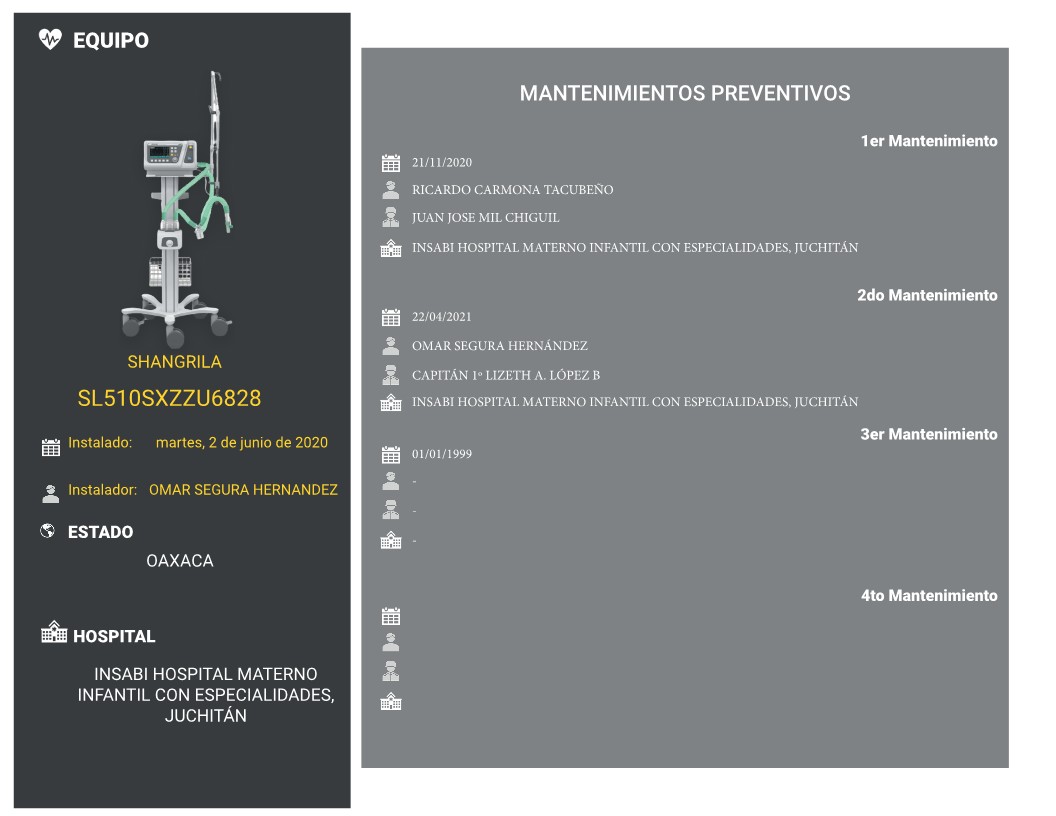 EQUIPO
SHANGRILA
SL510SXZZU6828
Instalado: martes, 2 de junio de 2020
Instalador: OMAR SEGURA HERNANDEZ
ESTADO
OAXACA
HOSPITAL
INSABI HOSPITAL MATERNO
INFANTIL CON ESPECIALIDADES,
JUCHITÁN
MANTENIMIENTOS PREVENTIVOS
1er Mantenimiento
21/11/2020
RICARDO CARMONA TACUBEÑO
JUAN JOSE MIL CHIGUIL
INSABI HOSPITAL MATERNO INFANTIL CON ESPECIALIDADES, JUCHITÁN
2do Mantenimiento
22/04/2021
OMAR SEGURA HERNÁNDEZ
CAPITÁN 1º LIZETH A. LÓPEZ B
INSABI HOSPITAL MATERNO INFANTIL CON ESPECIALIDADES, JUCHITÁN
3er Mantenimiento
01/01/1999
-
-
-
4to Mantenimiento